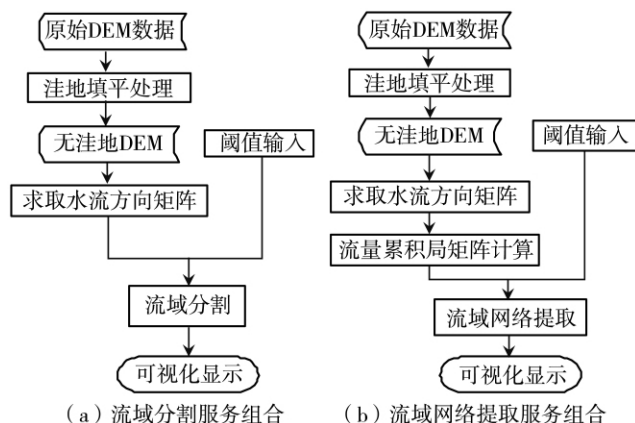 原始DEM数据
洼地填平处理
无洼地DEM
阈值输入
求取水流方向矩阵
流域分割
可视化显示
(a)流域分割服务组合
原始DEM数据
洼地填平处理
无洼地DEM
阈值输入
求取水流方向矩阵
流量累积局矩阵计算
流域网络提取
可视化显示
(b)流域网络提取服务组合